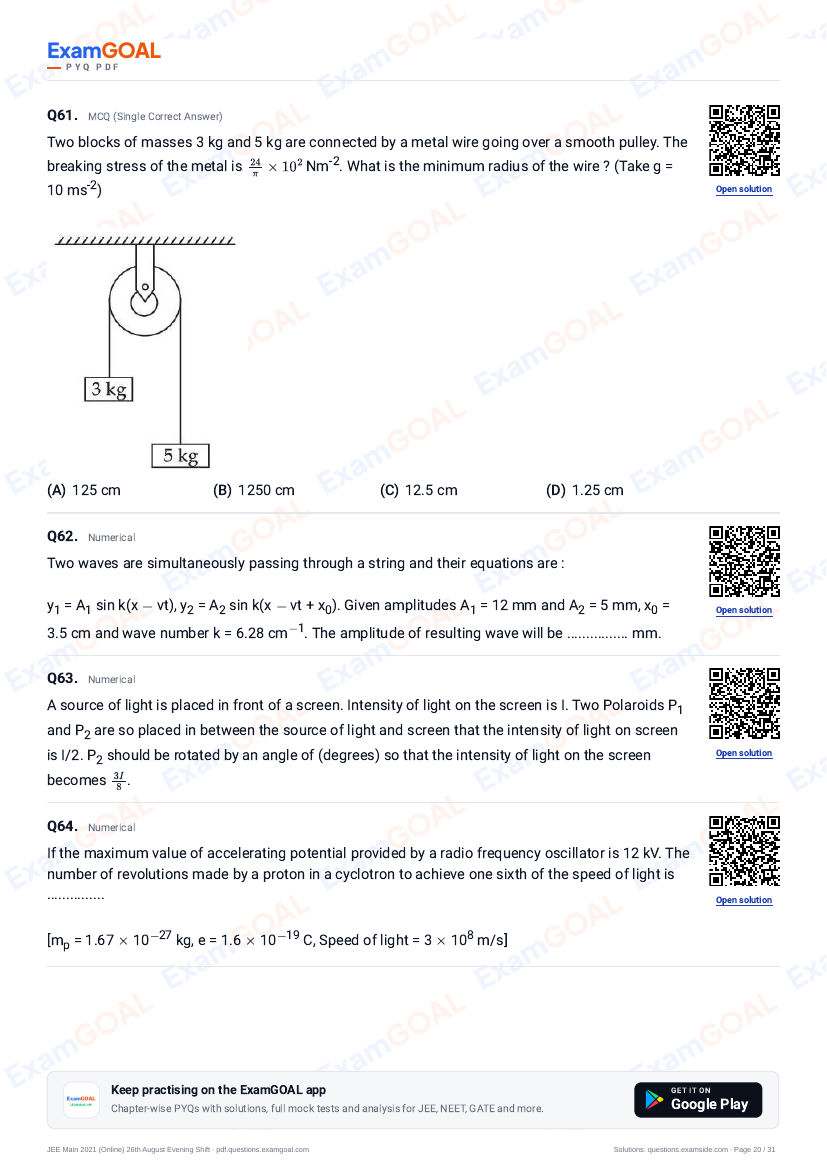 ExamGOAL
PYQ PDF
Q61. MCQ (Single Correct Answer)
Two blocks of masses 3 kg and 5 kg are connected by a metal wire going over a smooth pulley. The
breaking stress of the metal is 24/π × 10² Nm⁻². What is the minimum radius of the wire ? (Take g =
10 ms⁻²)
Open solution
3 kg
5 kg
(A) 125 cm (B) 1250 cm (C) 12.5 cm (D) 1.25 cm
Q62. Numerical
Two waves are simultaneously passing through a string and their equations are :
y₁ = A₁ sin k(x − vt), y₂ = A₂ sin k(x − vt + x₀). Given amplitudes A₁ = 12 mm and A₂ = 5 mm, x₀ =
3.5 cm and wave number k = 6.28 cm⁻¹. The amplitude of resulting wave will be ................ mm.
Open solution
Q63. Numerical
A source of light is placed in front of a screen. Intensity of light on the screen is I. Two Polaroids P₁
and P₂ are so placed in between the source of light and screen that the intensity of light on screen
is I/2. P₂ should be rotated by an angle of (degrees) so that the intensity of light on the screen
becomes 3I/8.
Open solution
Q64. Numerical
If the maximum value of accelerating potential provided by a radio frequency oscillator is 12 kV. The
number of revolutions made by a proton in a cyclotron to achieve one sixth of the speed of light is
...............
[mₚ = 1.67 × 10⁻²⁷ kg, e = 1.6 × 10⁻¹⁹ C, Speed of light = 3 × 10⁸ m/s]
Open solution
ExamGOAL
Keep practising on the ExamGOAL app
Chapter-wise PYQs with solutions, full mock tests and analysis for JEE, NEET, GATE and more.
GET IT ON
Google Play
JEE Main 2021 (Online) 26th August Evening Shift · pdf.questions.examgoal.com
Solutions: questions.examside.com · Page 20 / 31